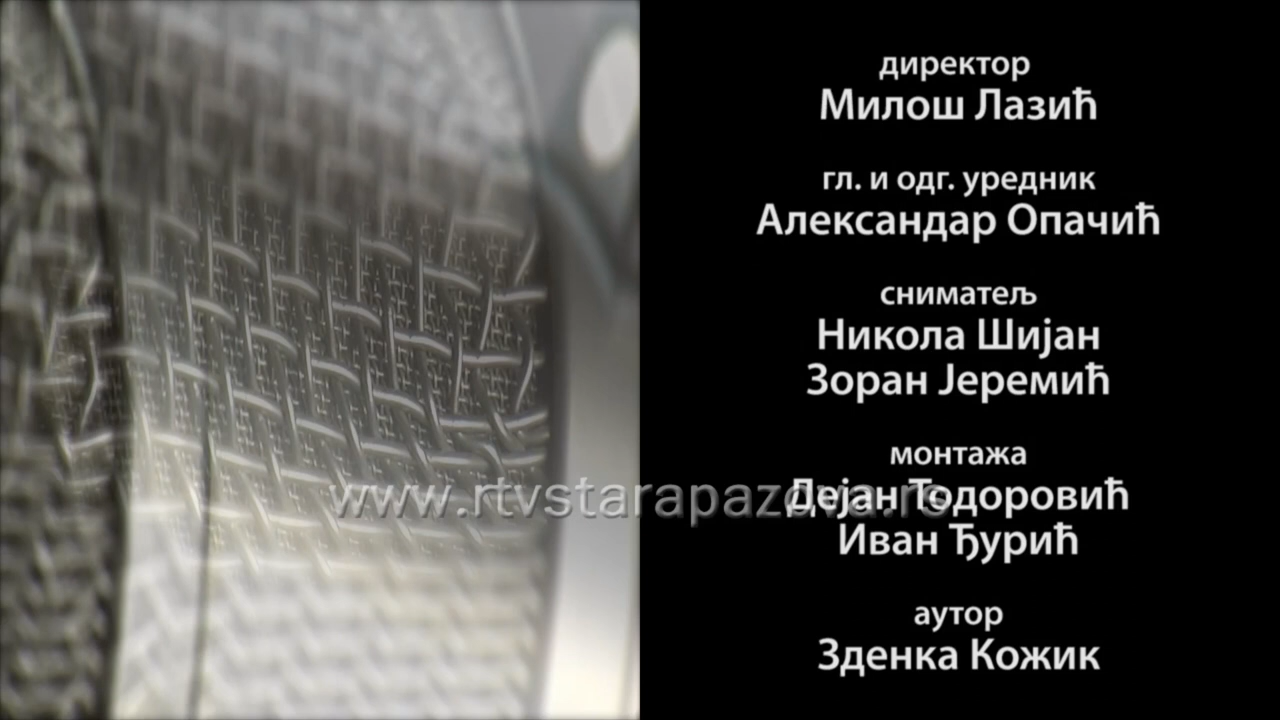 директор
Милош Лазић
гл. и одг. уредник
Александар Опачић
сниматељ
Никола Шијан
Зоран Јеремић
монтажа
www.rtvstarapazova.rs
Дејан Тодоровић
Иван Ђурић
аутор
Зденка Кожик